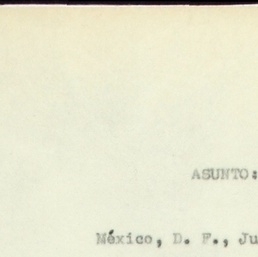 ASUNTO:
México, D. F., Ju